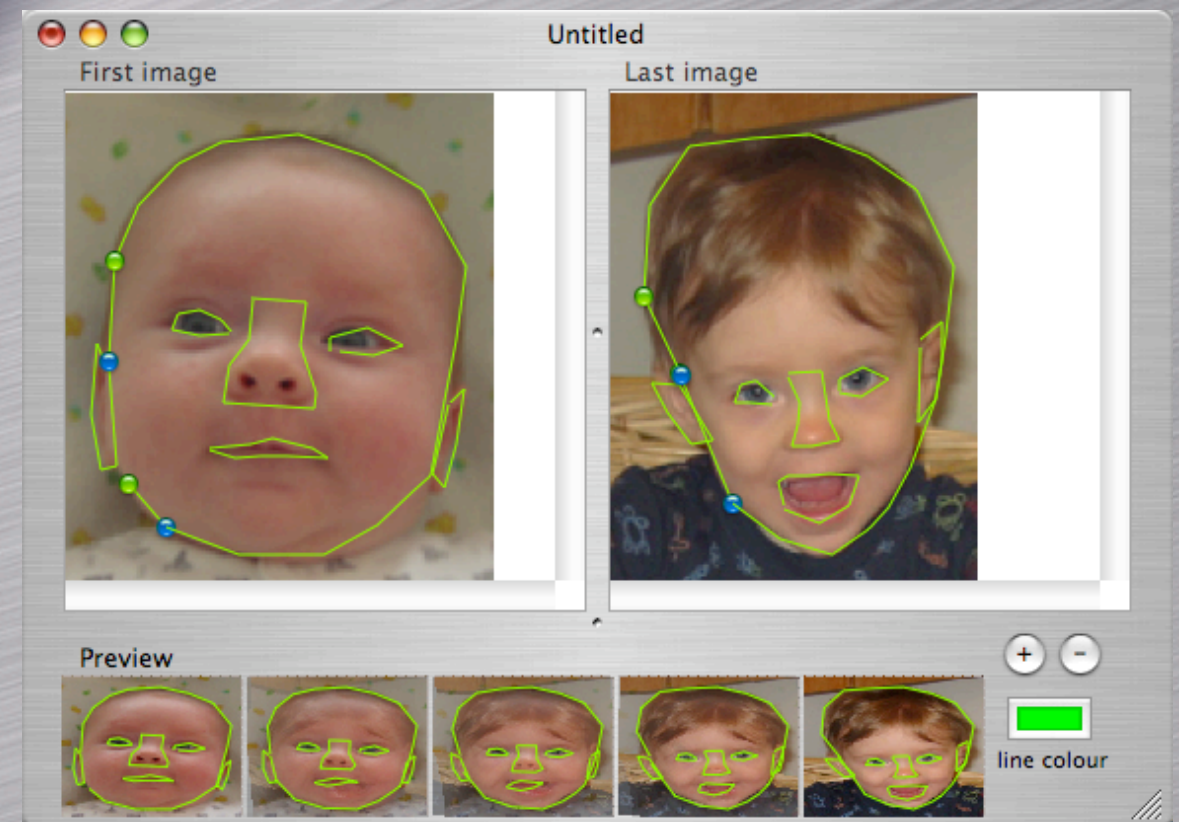 Untitled
First image
Last image
Preview
+ -
line colour